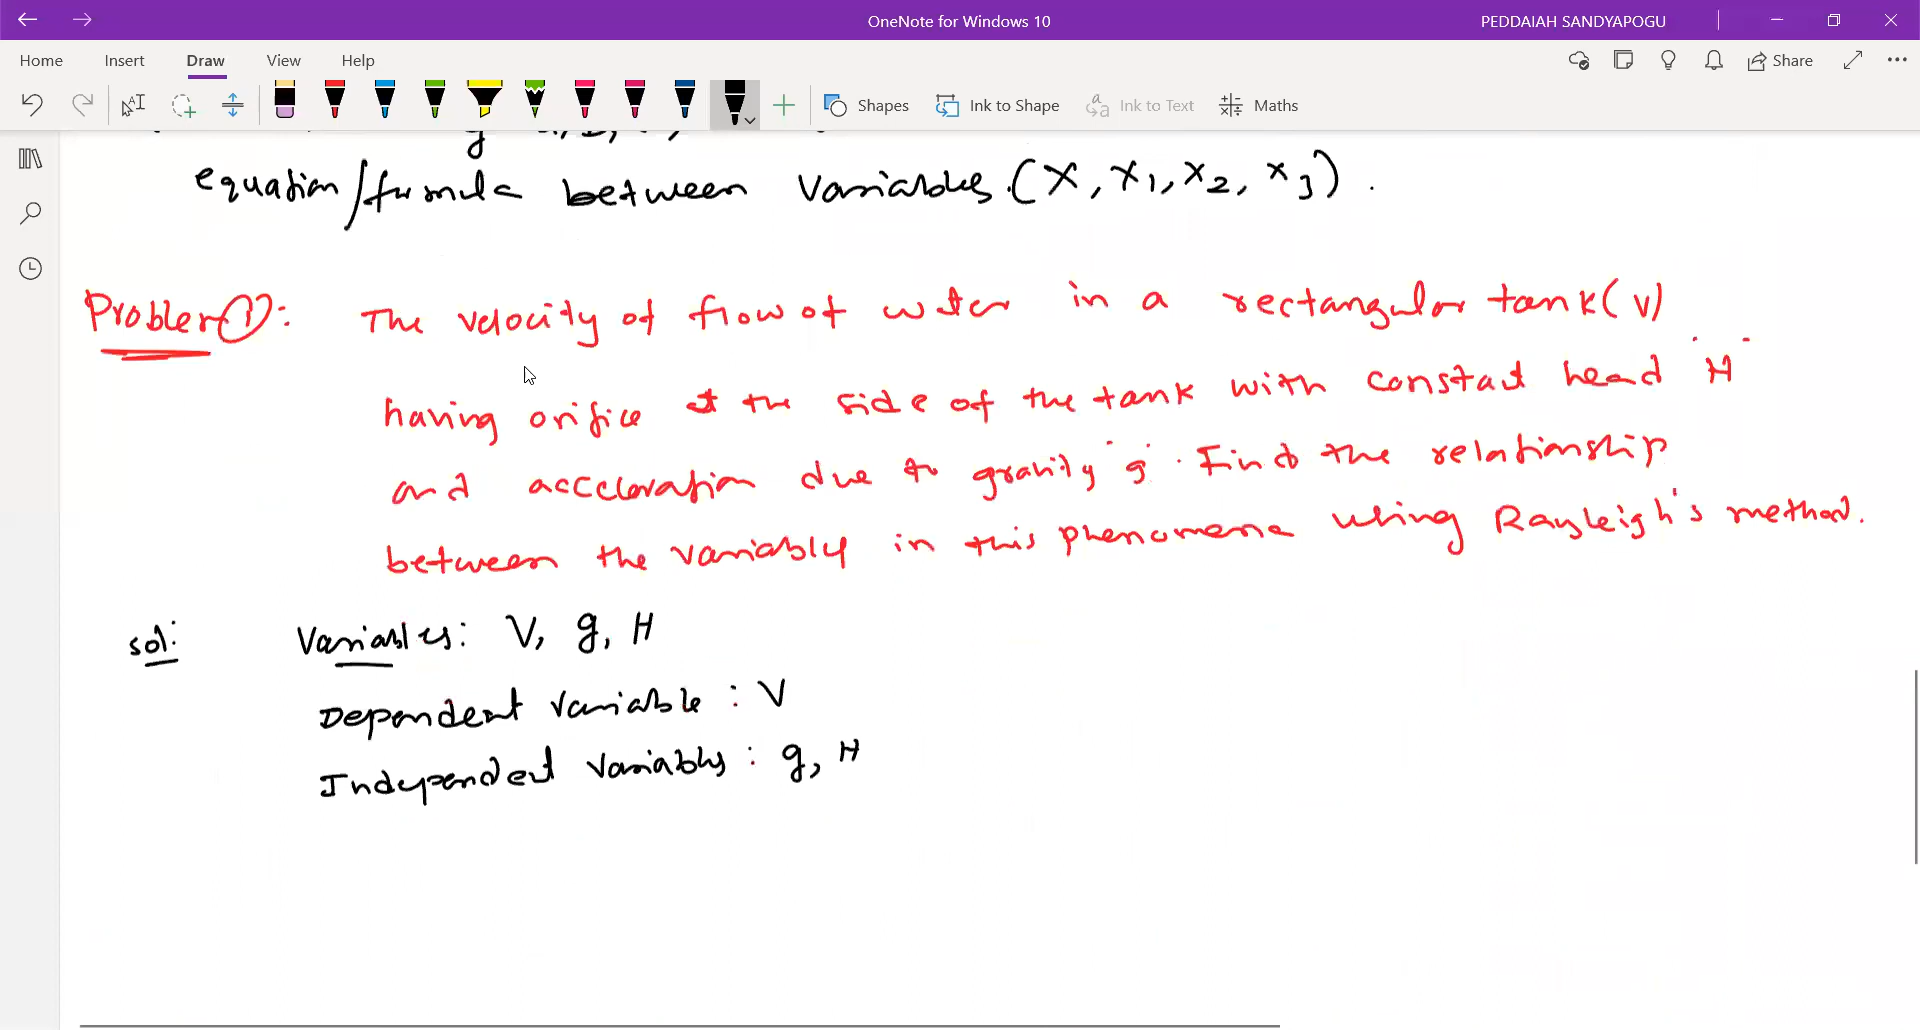 OneNote for Windows 10
PEDDAIAH SANDYAPOGU
Home Insert Draw View Help
Share
Shapes Ink to Shape Ink to Text Maths
equation/formula between variables (X, X1, X2, X3).
Problem ①: The velocity of flow of water in a rectangular tank (V)
having orifice at the side of the tank with constant head "H"
and acceleration due to gravity "g". Find the relationship
between the variables in this phenomena using Rayleigh's method.
Sol: Variables: V, g, H
Dependent variable : V
Independent variables : g, H